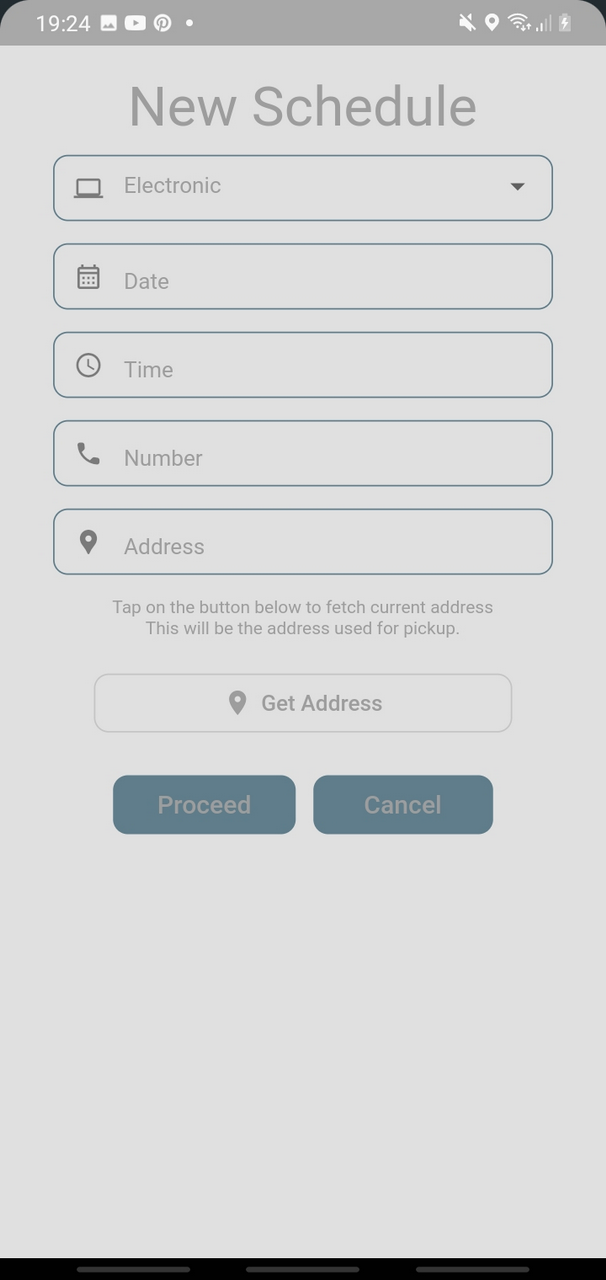 19:24
New Schedule
Electronic
Date
Time
Number
Address
Tap on the button below to fetch current address
This will be the address used for pickup.
Get Address
Proceed
Cancel